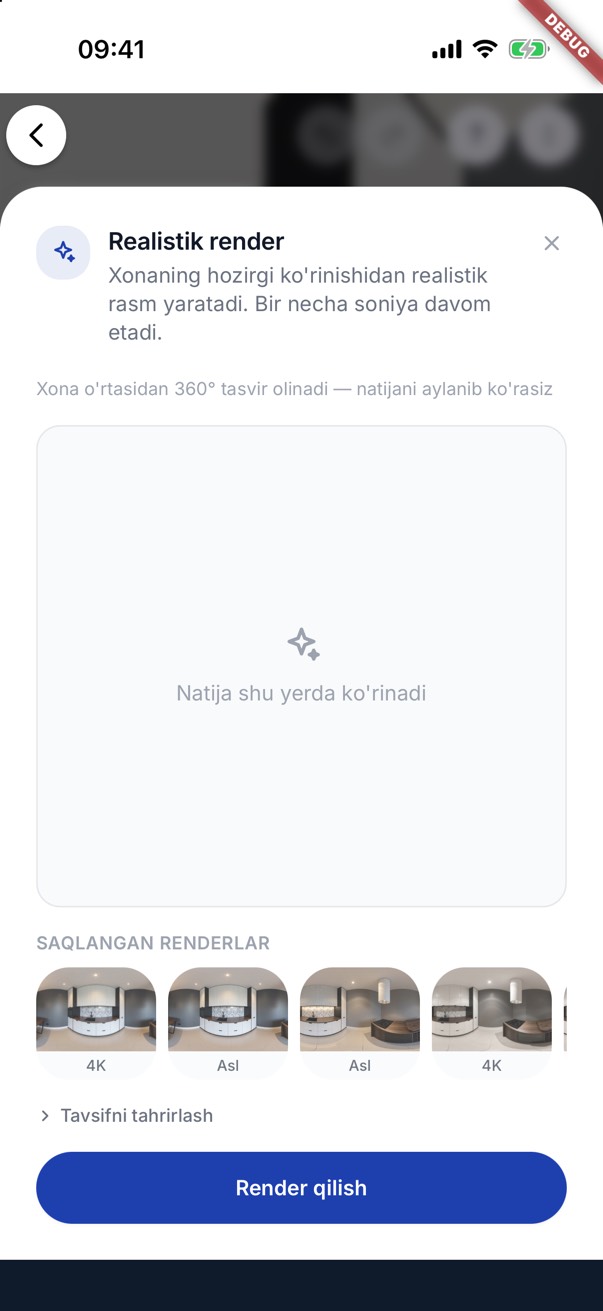 09:41
DEBUG
Realistik render
Xonaning hozirgi ko'rinishidan realistik
rasm yaratadi. Bir necha soniya davom
etadi.
Xona o'rtasidan 360° tasvir olinadi — natijani aylanib ko'rasiz
Natija shu yerda ko'rinadi
SAQLANGAN RENDERLAR
4K
Asl
Asl
4K
Tavsifni tahrirlash
Render qilish